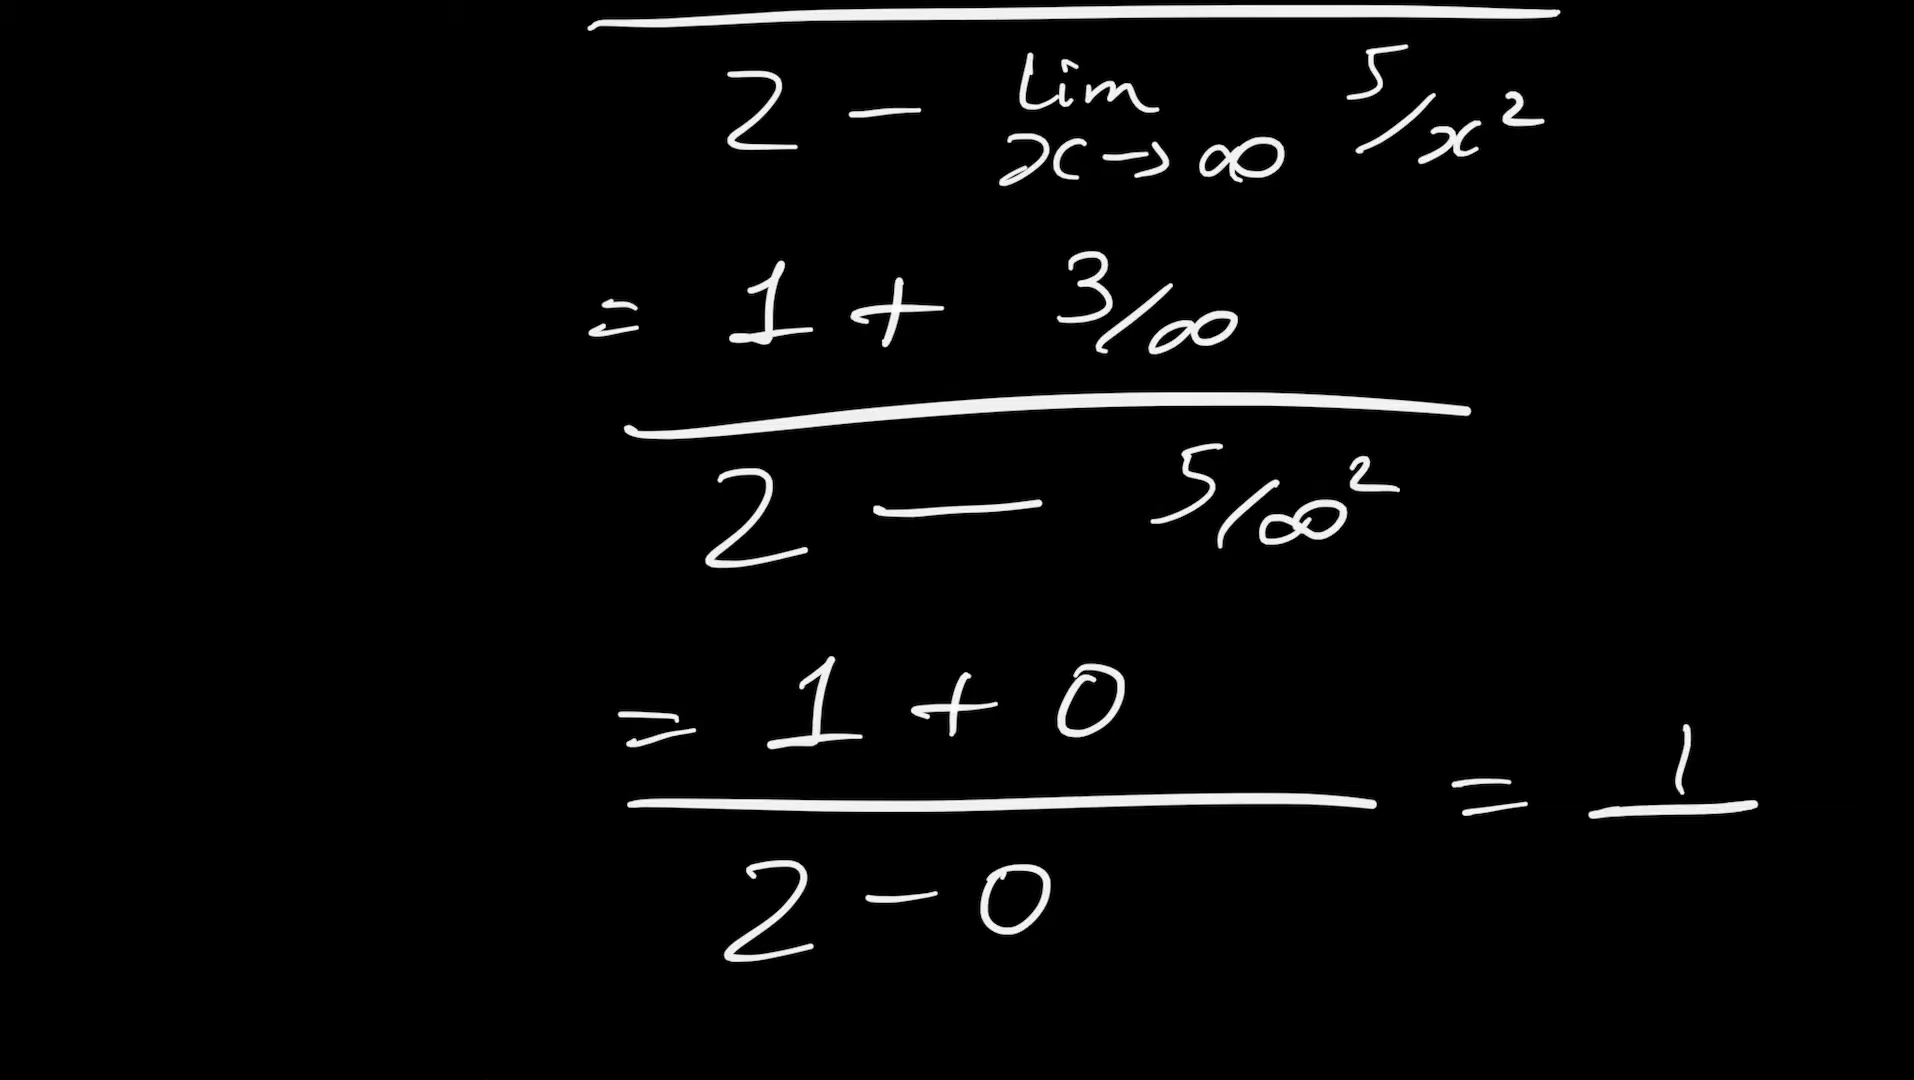 2 - lim x→∞ 5/x²
= 1 + 3/∞
2 - 5/∞²
= 1 + 0
= 1
2 - 0